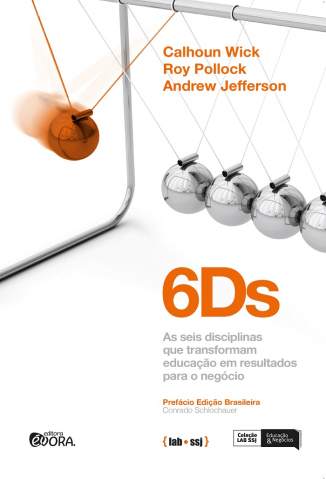 Calhoun Wick
Roy Pollock
Andrew Jefferson
6Ds
As seis disciplinas
que transformam
educação em resultados
para o negócio
Prefácio Edição Brasileira
Conrado Schlochauer
editora
évora.
{lab•ssj}
Coleção
LAB SSJ
Educação
&Negócios